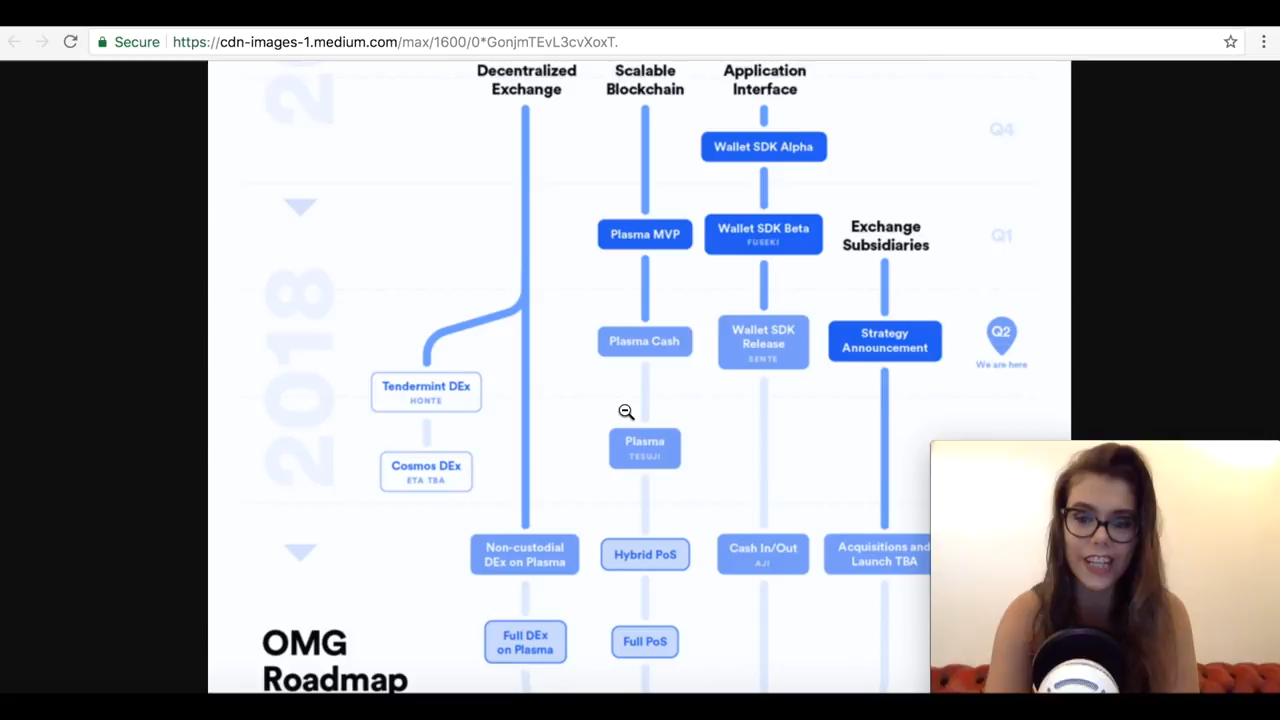 Secure
https://cdn-images-1.medium.com/max/1600/0*GonjmTEvL3cvXoxT.
Decentralized
Exchange
Scalable
Blockchain
Application
Interface
Q4
Wallet SDK Alpha
Plasma MVP
Wallet SDK Beta
FUSEKI
Exchange
Subsidiaries
Q1
2018
Plasma Cash
Wallet SDK
Release
SENTE
Strategy
Announcement
Q2
We are here
Tendermint DEx
HONTE
Plasma
TESUJI
Cosmos DEx
ETA TBA
Non-custodial
DEx on Plasma
Hybrid PoS
Cash In/Out
AJI
Acquisitions and
Launch TBA
Full DEx
on Plasma
Full PoS
OMG
Roadmap